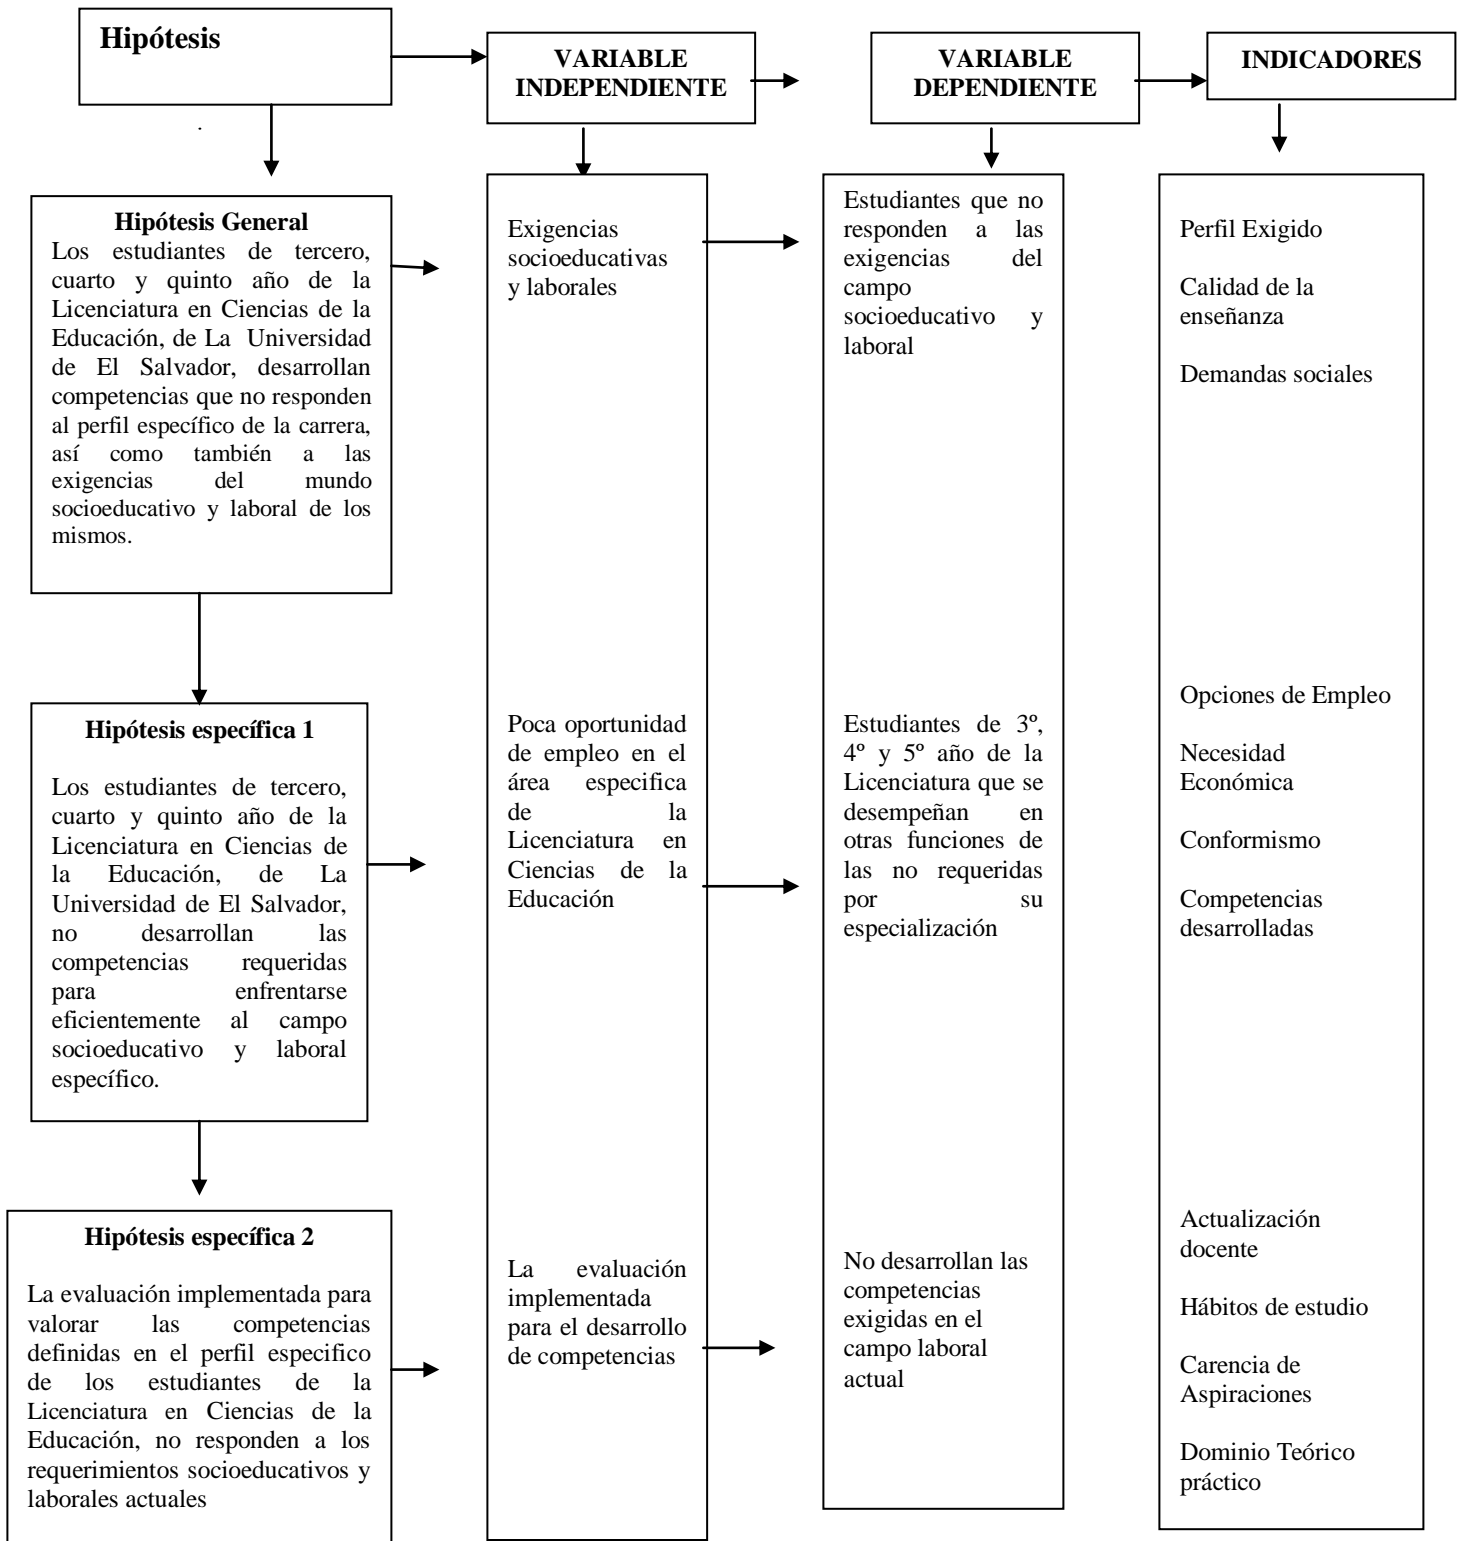 Hipótesis
VARIABLE
INDEPENDIENTE
VARIABLE
DEPENDIENTE
INDICADORES
.
Hipótesis General
Los estudiantes de tercero,
cuarto y quinto año de la
Licenciatura en Ciencias de la
Educación, de La Universidad
de El Salvador, desarrollan
competencias que no responden
al perfil específico de la carrera,
así como también a las
exigencias del mundo
socioeducativo y laboral de los
mismos.
Exigencias
socioeducativas
y laborales
Estudiantes que no
responden a las
exigencias del
campo
socioeducativo y
laboral
Perfil Exigido
Calidad de la
enseñanza
Demandas sociales
Hipótesis específica 1
Los estudiantes de tercero,
cuarto y quinto año de la
Licenciatura en Ciencias de
la Educación, de La
Universidad de El Salvador,
no desarrollan las
competencias requeridas
para enfrentarse
eficientemente al campo
socioeducativo y laboral
específico.
Poca oportunidad
de empleo en el
área especifica
de la
Licenciatura en
Ciencias de la
Educación
Estudiantes de 3º,
4º y 5º año de la
Licenciatura que se
desempeñan en
otras funciones de
las no requeridas
por su
especialización
Opciones de Empleo
Necesidad
Económica
Conformismo
Competencias
desarrolladas
Hipótesis específica 2
La evaluación implementada para
valorar las competencias
definidas en el perfil especifico
de los estudiantes de la
Licenciatura en Ciencias de la
Educación, no responden a los
requerimientos socioeducativos y
laborales actuales
La evaluación
implementada
para el desarrollo
de competencias
No desarrollan las
competencias
exigidas en el
campo laboral
actual
Actualización
docente
Hábitos de estudio
Carencia de
Aspiraciones
Dominio Teórico
práctico